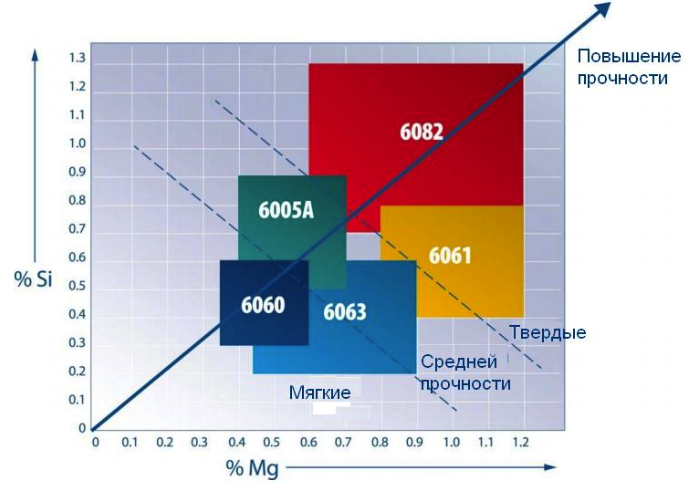 Повышение
прочности
1.3
1.2
1.1
1.0
0.9
0.8
0.7
0.6
0.5
0.4
0.3
0.2
0.1
0
% Si
6082
6005A
6061
6060
6063
Твердые
Средней
прочности
Мягкие
0 0.1 0.2 0.3 0.4 0.5 0.6 0.7 0.8 0.9 1.0 1.1 1.2
% Mg